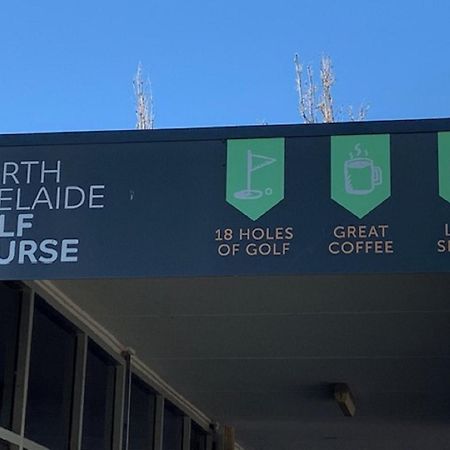 RTH
ELAIDE
LF
URSE
18 HOLES
OF GOLF
GREAT
COFFEE